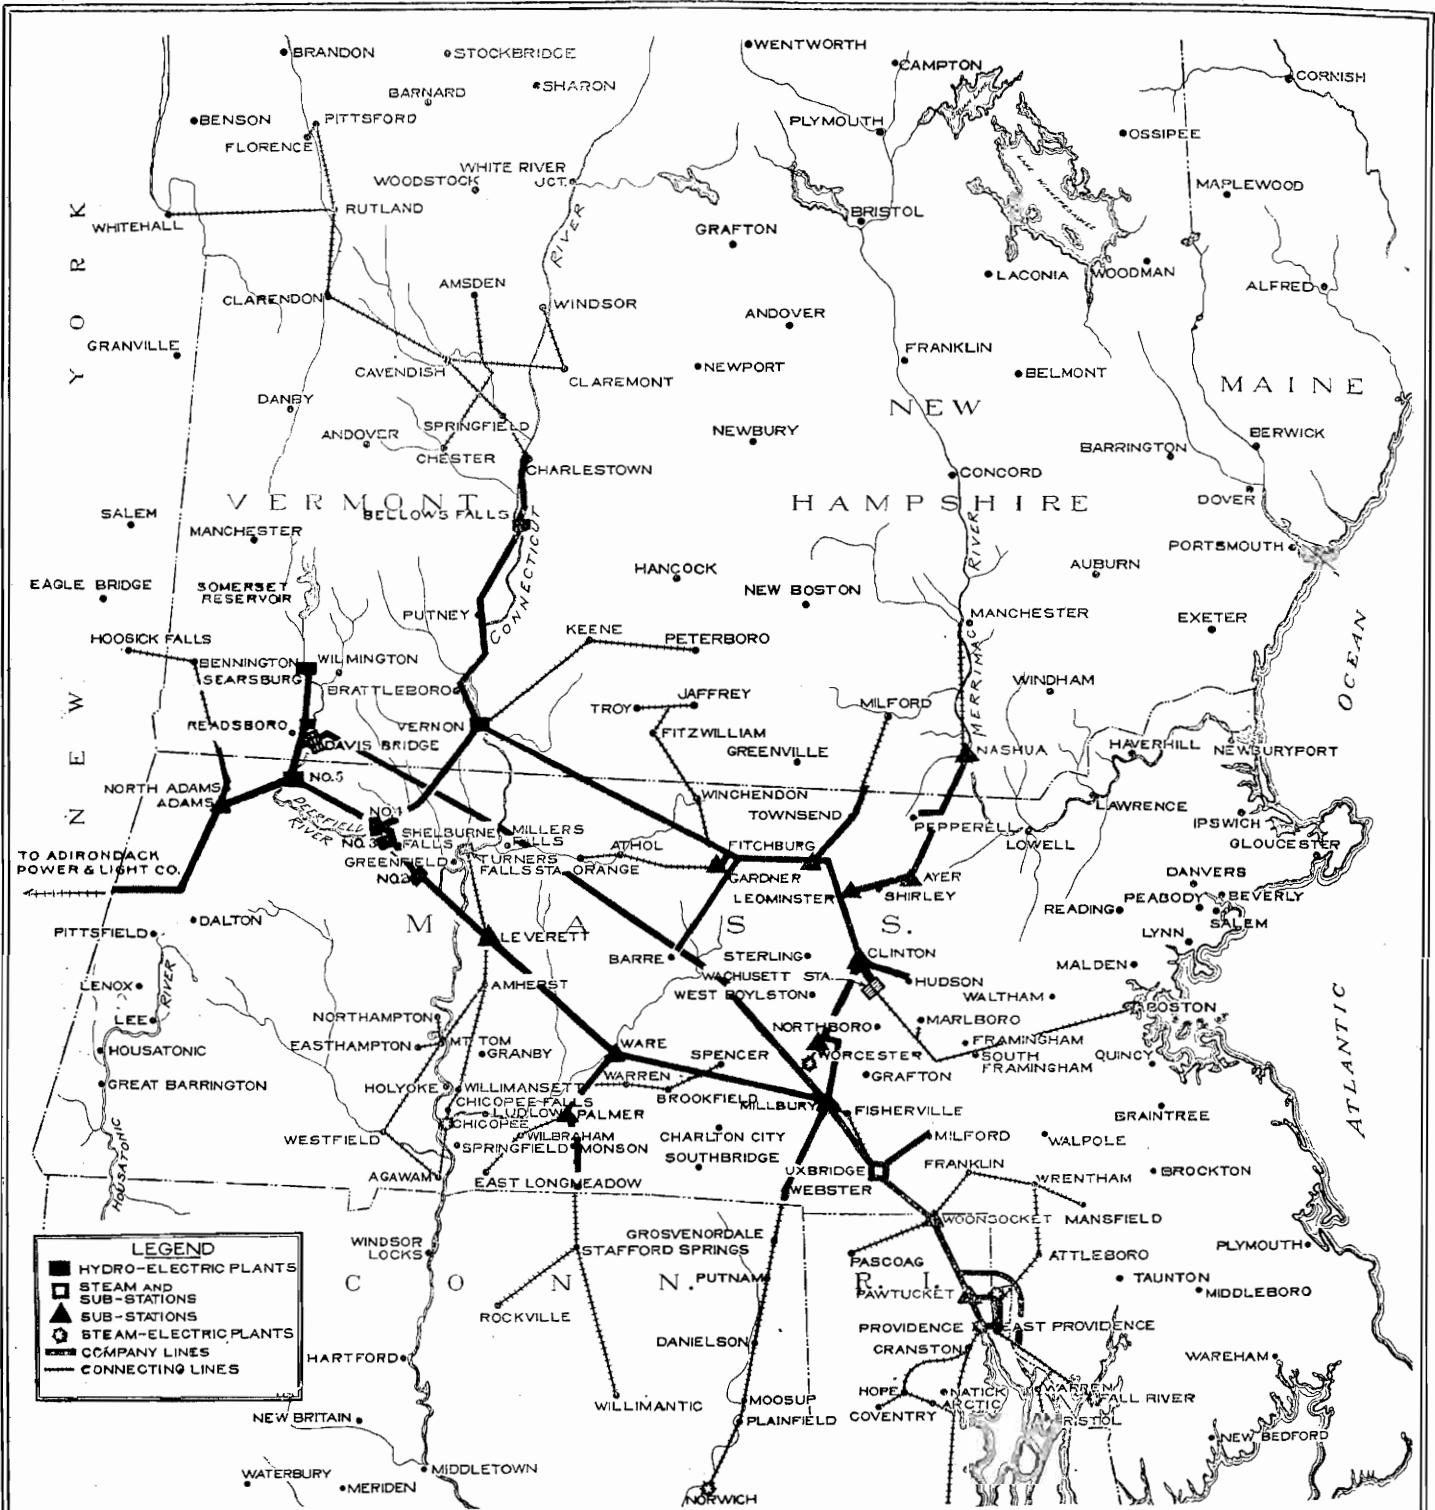 BRANDON
STOCKBRIDGE
WENTWORTH
CAMPTON
CORNISH
BARNARD
SHARON
BENSON
PITTSFORD
FLORENCE
PLYMOUTH
OSSIPEE
WHITE RIVER
JCT.
WOODSTOCK
LAKE WINNEPESAUKEE
MAPLEWOOD
WHITEHALL
RUTLAND
BRISTOL
GRAFTON
RIVER
LACONIA
WOODMAN
ALFRED
CLARENDON
AMSDEN
WINDSOR
ANDOVER
GRANVILLE
CAVENDISH
CLAREMONT
NEWPORT
FRANKLIN
BELMONT
MAINE
DANBY
NEW
ANDOVER
SPRINGFIELD
CHESTER
NEWBURY
BARRINGTON
BERWICK
CHARLESTOWN
CONCORD
DOVER
VERMONT
HAMPSHIRE
SALEM
BELLOWS FALLS
MANCHESTER
CONNECTICUT
RIVER
PORTSMOUTH
EAGLE BRIDGE
SOMERSET
RESERVOIR
HANCOCK
NEW BOSTON
AUBURN
PUTNEY
KEENE
PETERBORO
MANCHESTER
EXETER
HOOSICK FALLS
BENNINGTON
SEARSBURG
WILMINGTON
BRATTLEBORO
NEW YORK
MERRIMAC
WINDHAM
OCEAN
TROY
JAFFREY
MILFORD
READSBORO
VERNON
FITZWILLIAM
DAVIS BRIDGE
GREENVILLE
NASHUA
HAVERHILL
NEWBURYPORT
NO.5
NORTH ADAMS
ADAMS
DEERFIELD
RIVER
NO.4
WINCHENDON
TOWNSEND
PEPPERELL
LAWRENCE
IPSWICH
NO.3
SHELBURNE
FALLS
MILLERS
FALLS
ATHOL
FITCHBURG
LOWELL
GLOUCESTER
TO ADIRONDACK
POWER & LIGHT CO.
GREENFIELD
TURNERS
FALLS STA.
ORANGE
GARDNER
AYER
DANVERS
NO.2
LEOMINSTER
SHIRLEY
PEABODY
BEVERLY
READING
SALEM
DALTON
MASS.
PITTSFIELD
LEVERETT
LYNN
BARRE
STERLING
CLINTON
MALDEN
WACHUSETT STA.
HUDSON
LENOX
RIVER
AMHERST
WEST BOYLSTON
WALTHAM
BOSTON
LEE
NORTHAMPTON
NORTHBORO
MARLBORO
HOUSATONIC
EASTHAMPTON
MT TOM
GRANBY
WARE
SPENCER
WORCESTER
FRAMINGHAM
SOUTH
FRAMINGHAM
QUINCY
ATLANTIC
GREAT BARRINGTON
HOLYOKE
WILLIMANSETT
WARREN
BROOKFIELD
GRAFTON
CHICOPEE FALLS
LUDLOW
PALMER
MILLBURY
FISHERVILLE
BRAINTREE
CHICOPEE
WESTFIELD
WILBRAHAM
CHARLTON CITY
MILFORD
WALPOLE
SPRINGFIELD
MONSON
SOUTHBRIDGE
UXBRIDGE
FRANKLIN
BROCKTON
AGAWAM
EAST LONGMEADOW
WEBSTER
WRENTHAM
HOUSATONIC
WOONSOCKET
MANSFIELD
GROSVENORDALE
WINDSOR
LOCKS
STAFFORD SPRINGS
PASCOAG
ATTLEBORO
PLYMOUTH
CONN.
PUTNAM
R. I.
TAUNTON
PAWTUCKET
MIDDLEBORO
ROCKVILLE
PROVIDENCE
EAST PROVIDENCE
DANIELSON
CRANSTON
HARTFORD
WAREHAM
HOPE
NATICK
WARREN
FALL RIVER
WILLIMANTIC
MOOSUP
COVENTRY
ARCTIC
NEW BRITAIN
PLAINFIELD
BRISTOL
NEW BEDFORD
MIDDLETOWN
WATERBURY
MERIDEN
NORWICH
LEGEND
HYDRO-ELECTRIC PLANTS
STEAM AND
SUB-STATIONS
SUB-STATIONS
STEAM-ELECTRIC PLANTS
COMPANY LINES
CONNECTING LINES